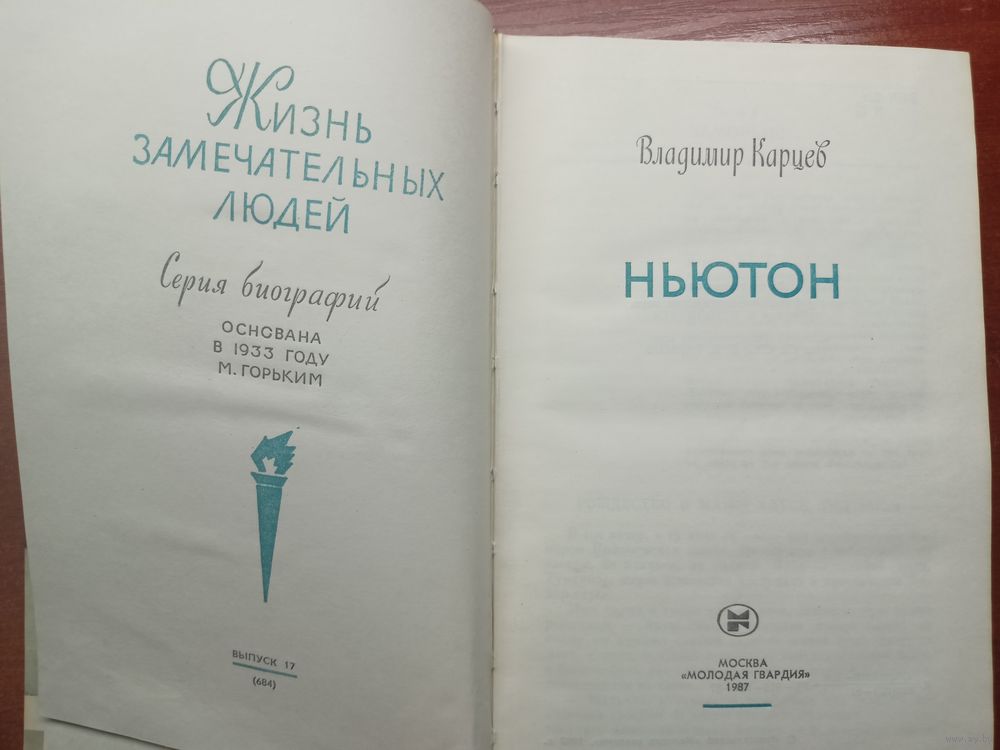 Жизнь
ЗАМЕЧАТЕЛЬНЫХ
ЛЮДЕЙ
Серия биографий
ОСНОВАНА
В 1933 ГОДУ
М. ГОРЬКИМ
ВЫПУСК 17
(684)
Владимир Карцев
НЬЮТОН
МОСКВА
«МОЛОДАЯ ГВАРДИЯ»
1987